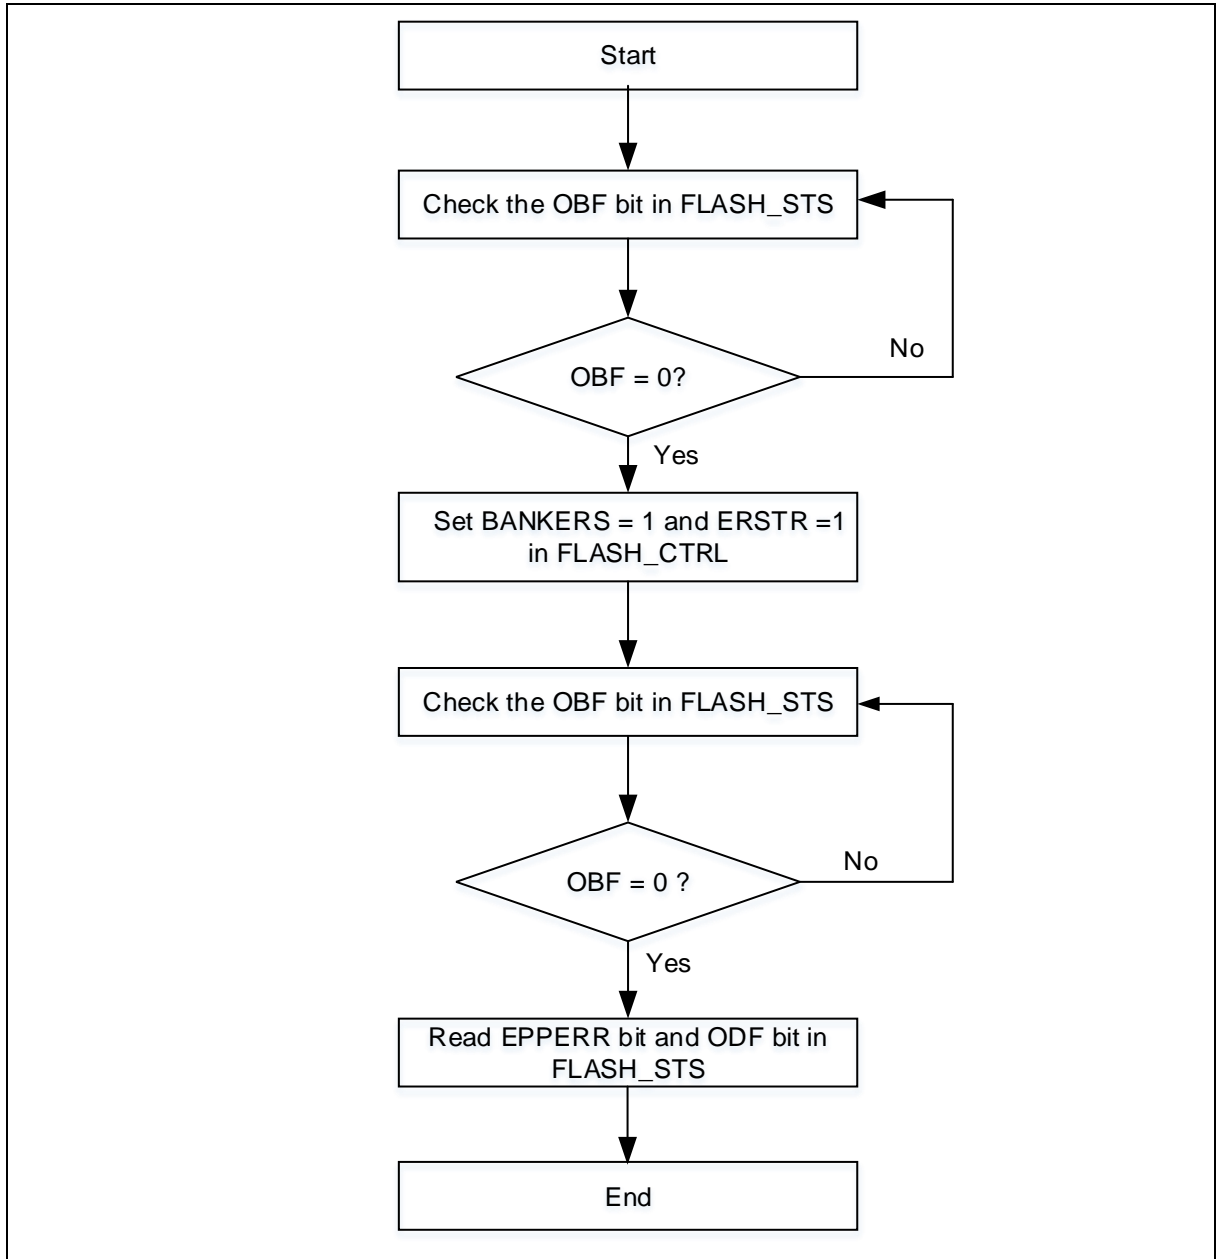 Start
Check the OBF bit in FLASH_STS
OBF = 0?
No
Yes
Set BANKERS = 1 and ERSTR =1
in FLASH_CTRL
Check the OBF bit in FLASH_STS
OBF = 0 ?
No
Yes
Read EPPERR bit and ODF bit in
FLASH_STS
End